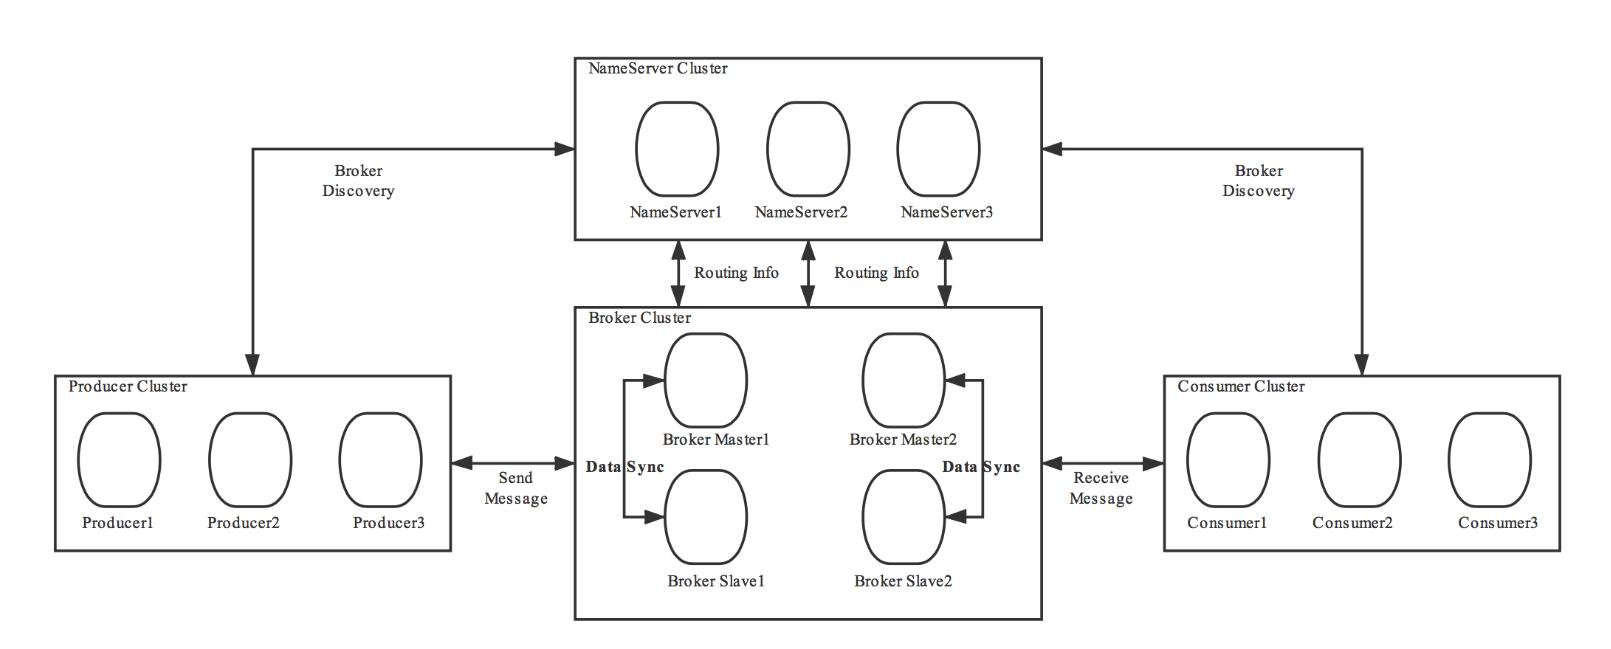 NameServer Cluster
NameServer1
NameServer2
NameServer3
Broker
Discovery
Broker
Discovery
Routing Info
Routing Info
Producer Cluster
Producer1
Producer2
Producer3
Send
Message
Broker Cluster
Broker Master1
Broker Master2
Data Sync
Data Sync
Broker Slave1
Broker Slave2
Receive
Message
Consumer Cluster
Consumer1
Consumer2
Consumer3